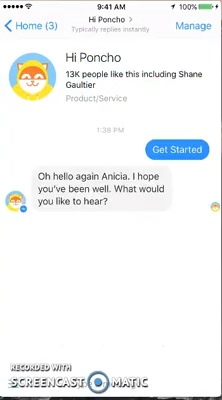 9:41 AM
100%
Home (3)
Hi Poncho
Typically replies instantly
Manage
Hi Poncho
13K people like this including Shane
Gaultier
Product/Service
1:38 PM
Get Started
Oh hello again Anicia. I hope
you've been well. What would
you like to hear?
RECORDED WITH
SCREENCAST MATIC